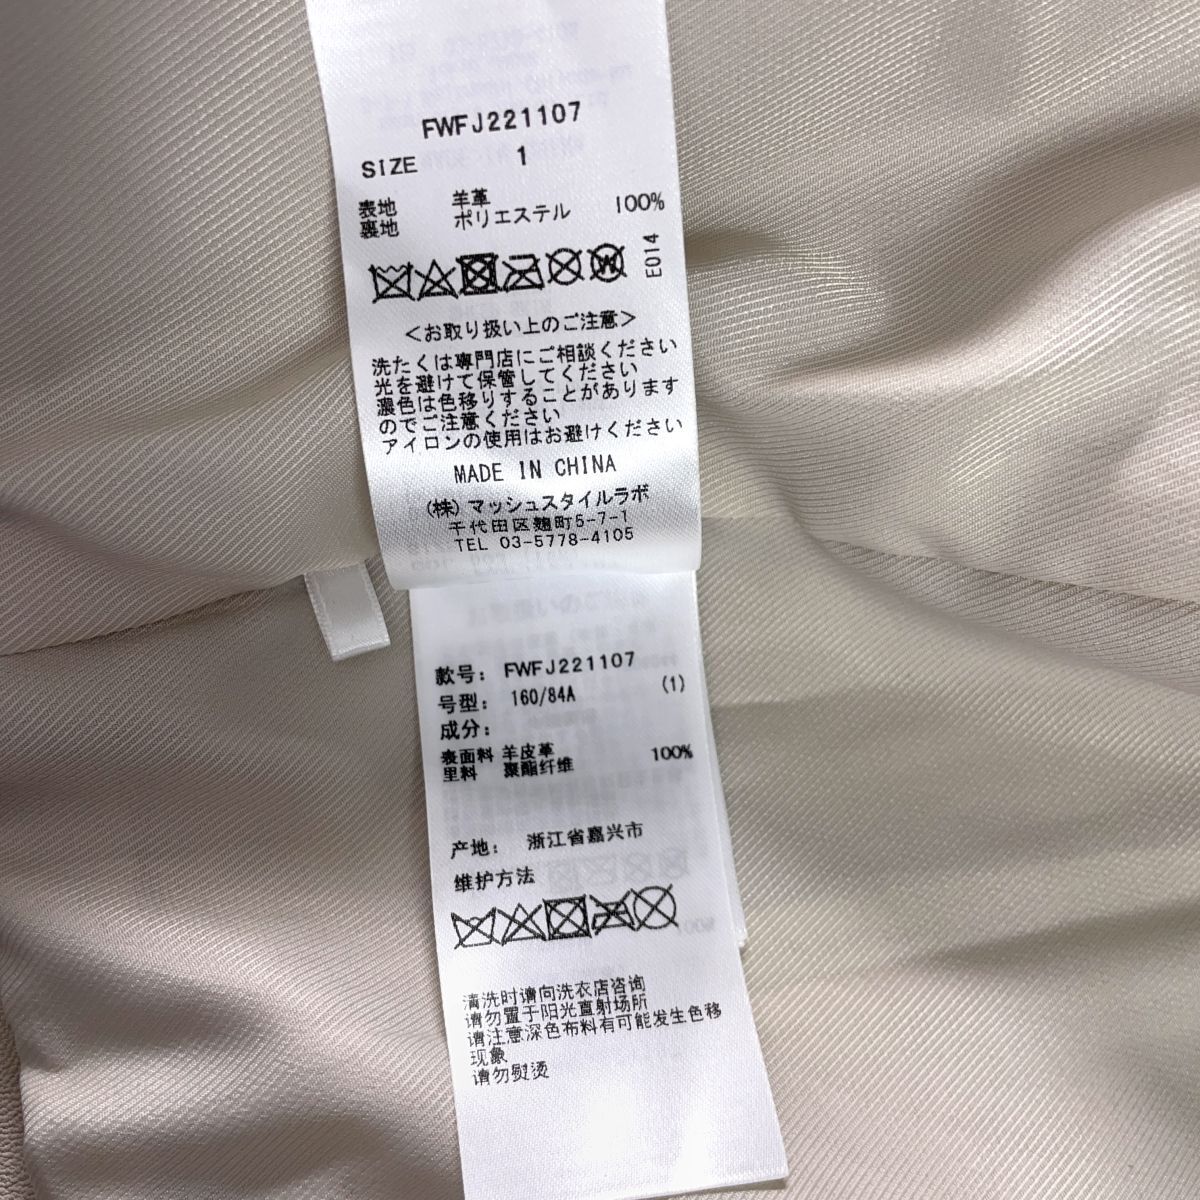 FWFJ221107
SIZE 1
表地 羊革
裏地 ポリエステル 100%
E014
＜お取り扱い上のご注意＞
洗たくは専門店にご相談ください
光を避けて保管してください
濃色は色移りすることがあります
のでご注意ください
アイロンの使用はお避けください
MADE IN CHINA
(株)マッシュスタイルラボ
千代田区麹町5-7-1
TEL 03-5778-4105
款号: FWFJ221107
号型: 160/84A (1)
成分:
表面料 羊皮革
里料 聚酯纤维 100%
产地: 浙江省嘉兴市
维护方法
清洗时请向洗衣店咨询
请勿置于阳光直射场所
请注意深色布料有可能发生色移
现象
请勿熨烫